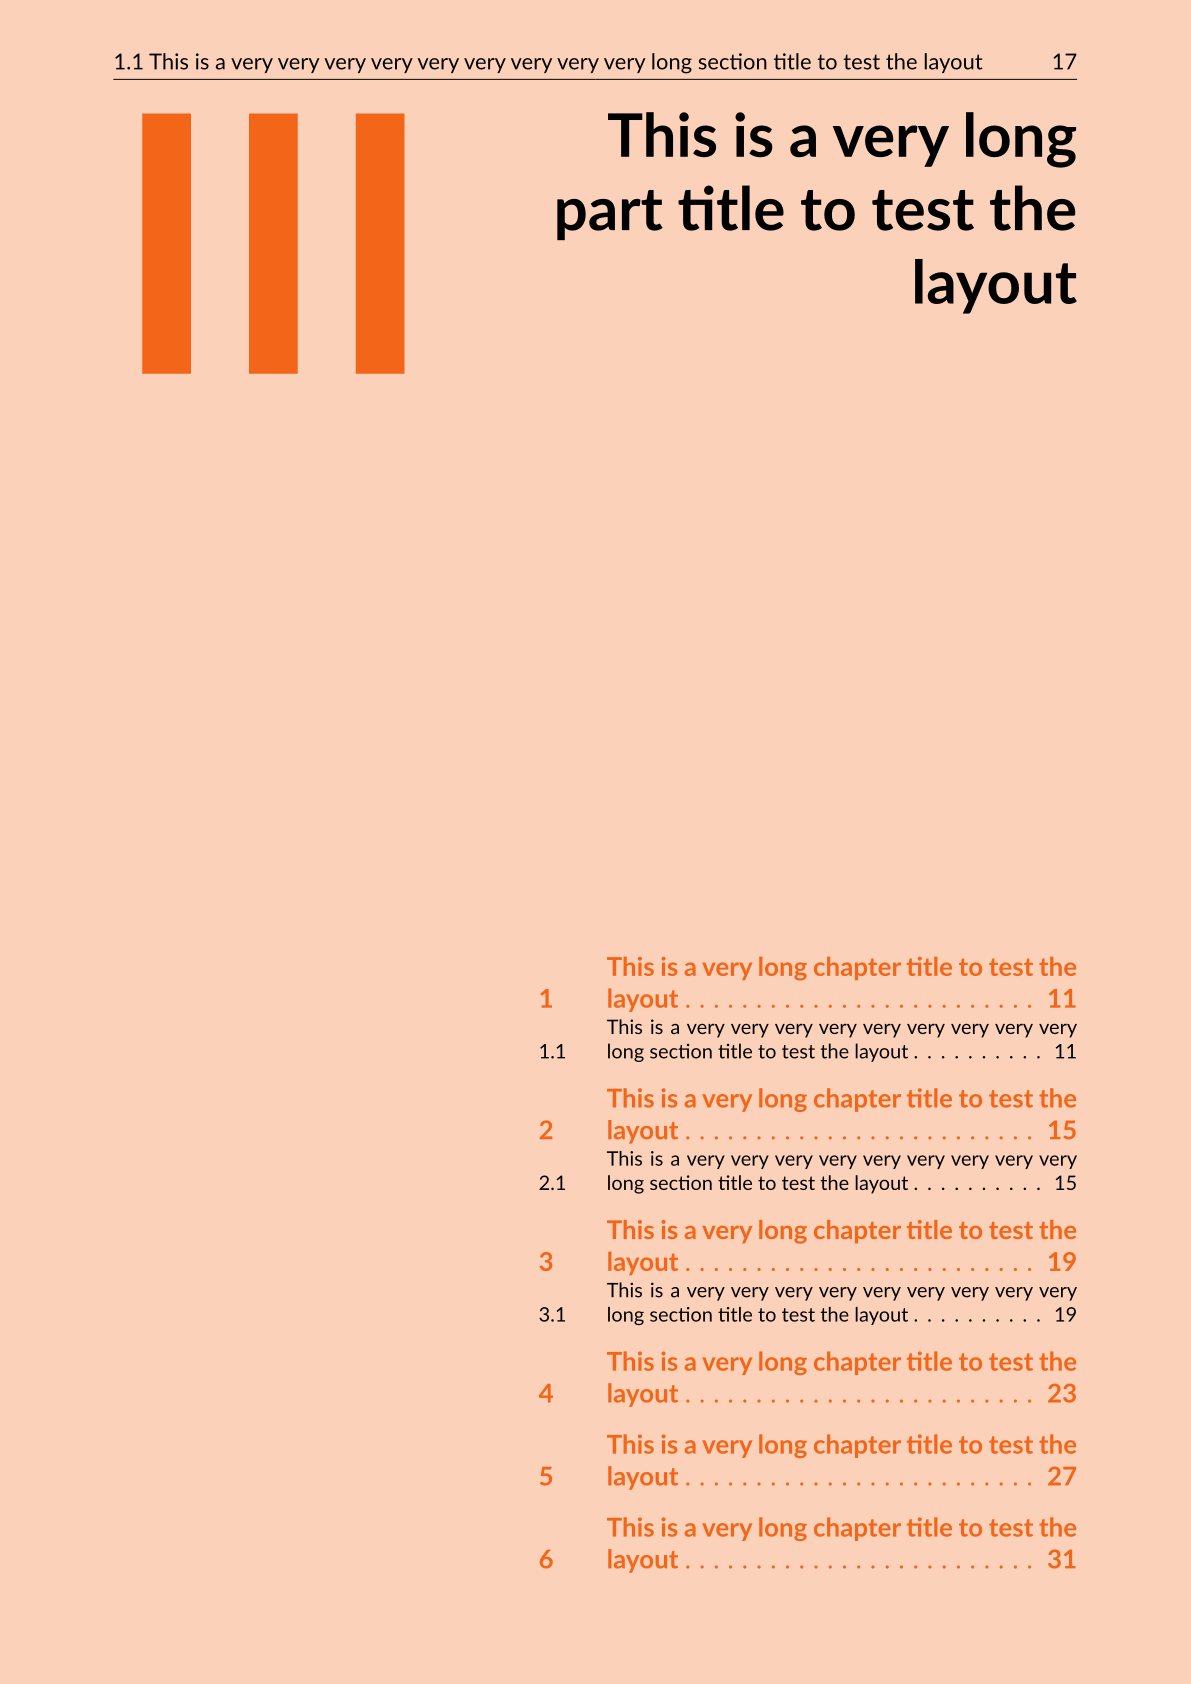 1.1 This is a very very very very very very very very very long section title to test the layout 17
III
This is a very long
part title to test the
layout
This is a very long chapter title to test the
1 layout . . . . . . . . . . . . . . . . . . . . . . . . . 11
This is a very very very very very very very very very
1.1 long section title to test the layout . . . . . . . . . . 11
This is a very long chapter title to test the
2 layout . . . . . . . . . . . . . . . . . . . . . . . . . 15
This is a very very very very very very very very very
2.1 long section title to test the layout . . . . . . . . . . 15
This is a very long chapter title to test the
3 layout . . . . . . . . . . . . . . . . . . . . . . . . . 19
This is a very very very very very very very very very
3.1 long section title to test the layout . . . . . . . . . . 19
This is a very long chapter title to test the
4 layout . . . . . . . . . . . . . . . . . . . . . . . . . 23
This is a very long chapter title to test the
5 layout . . . . . . . . . . . . . . . . . . . . . . . . . 27
This is a very long chapter title to test the
6 layout . . . . . . . . . . . . . . . . . . . . . . . . . 31